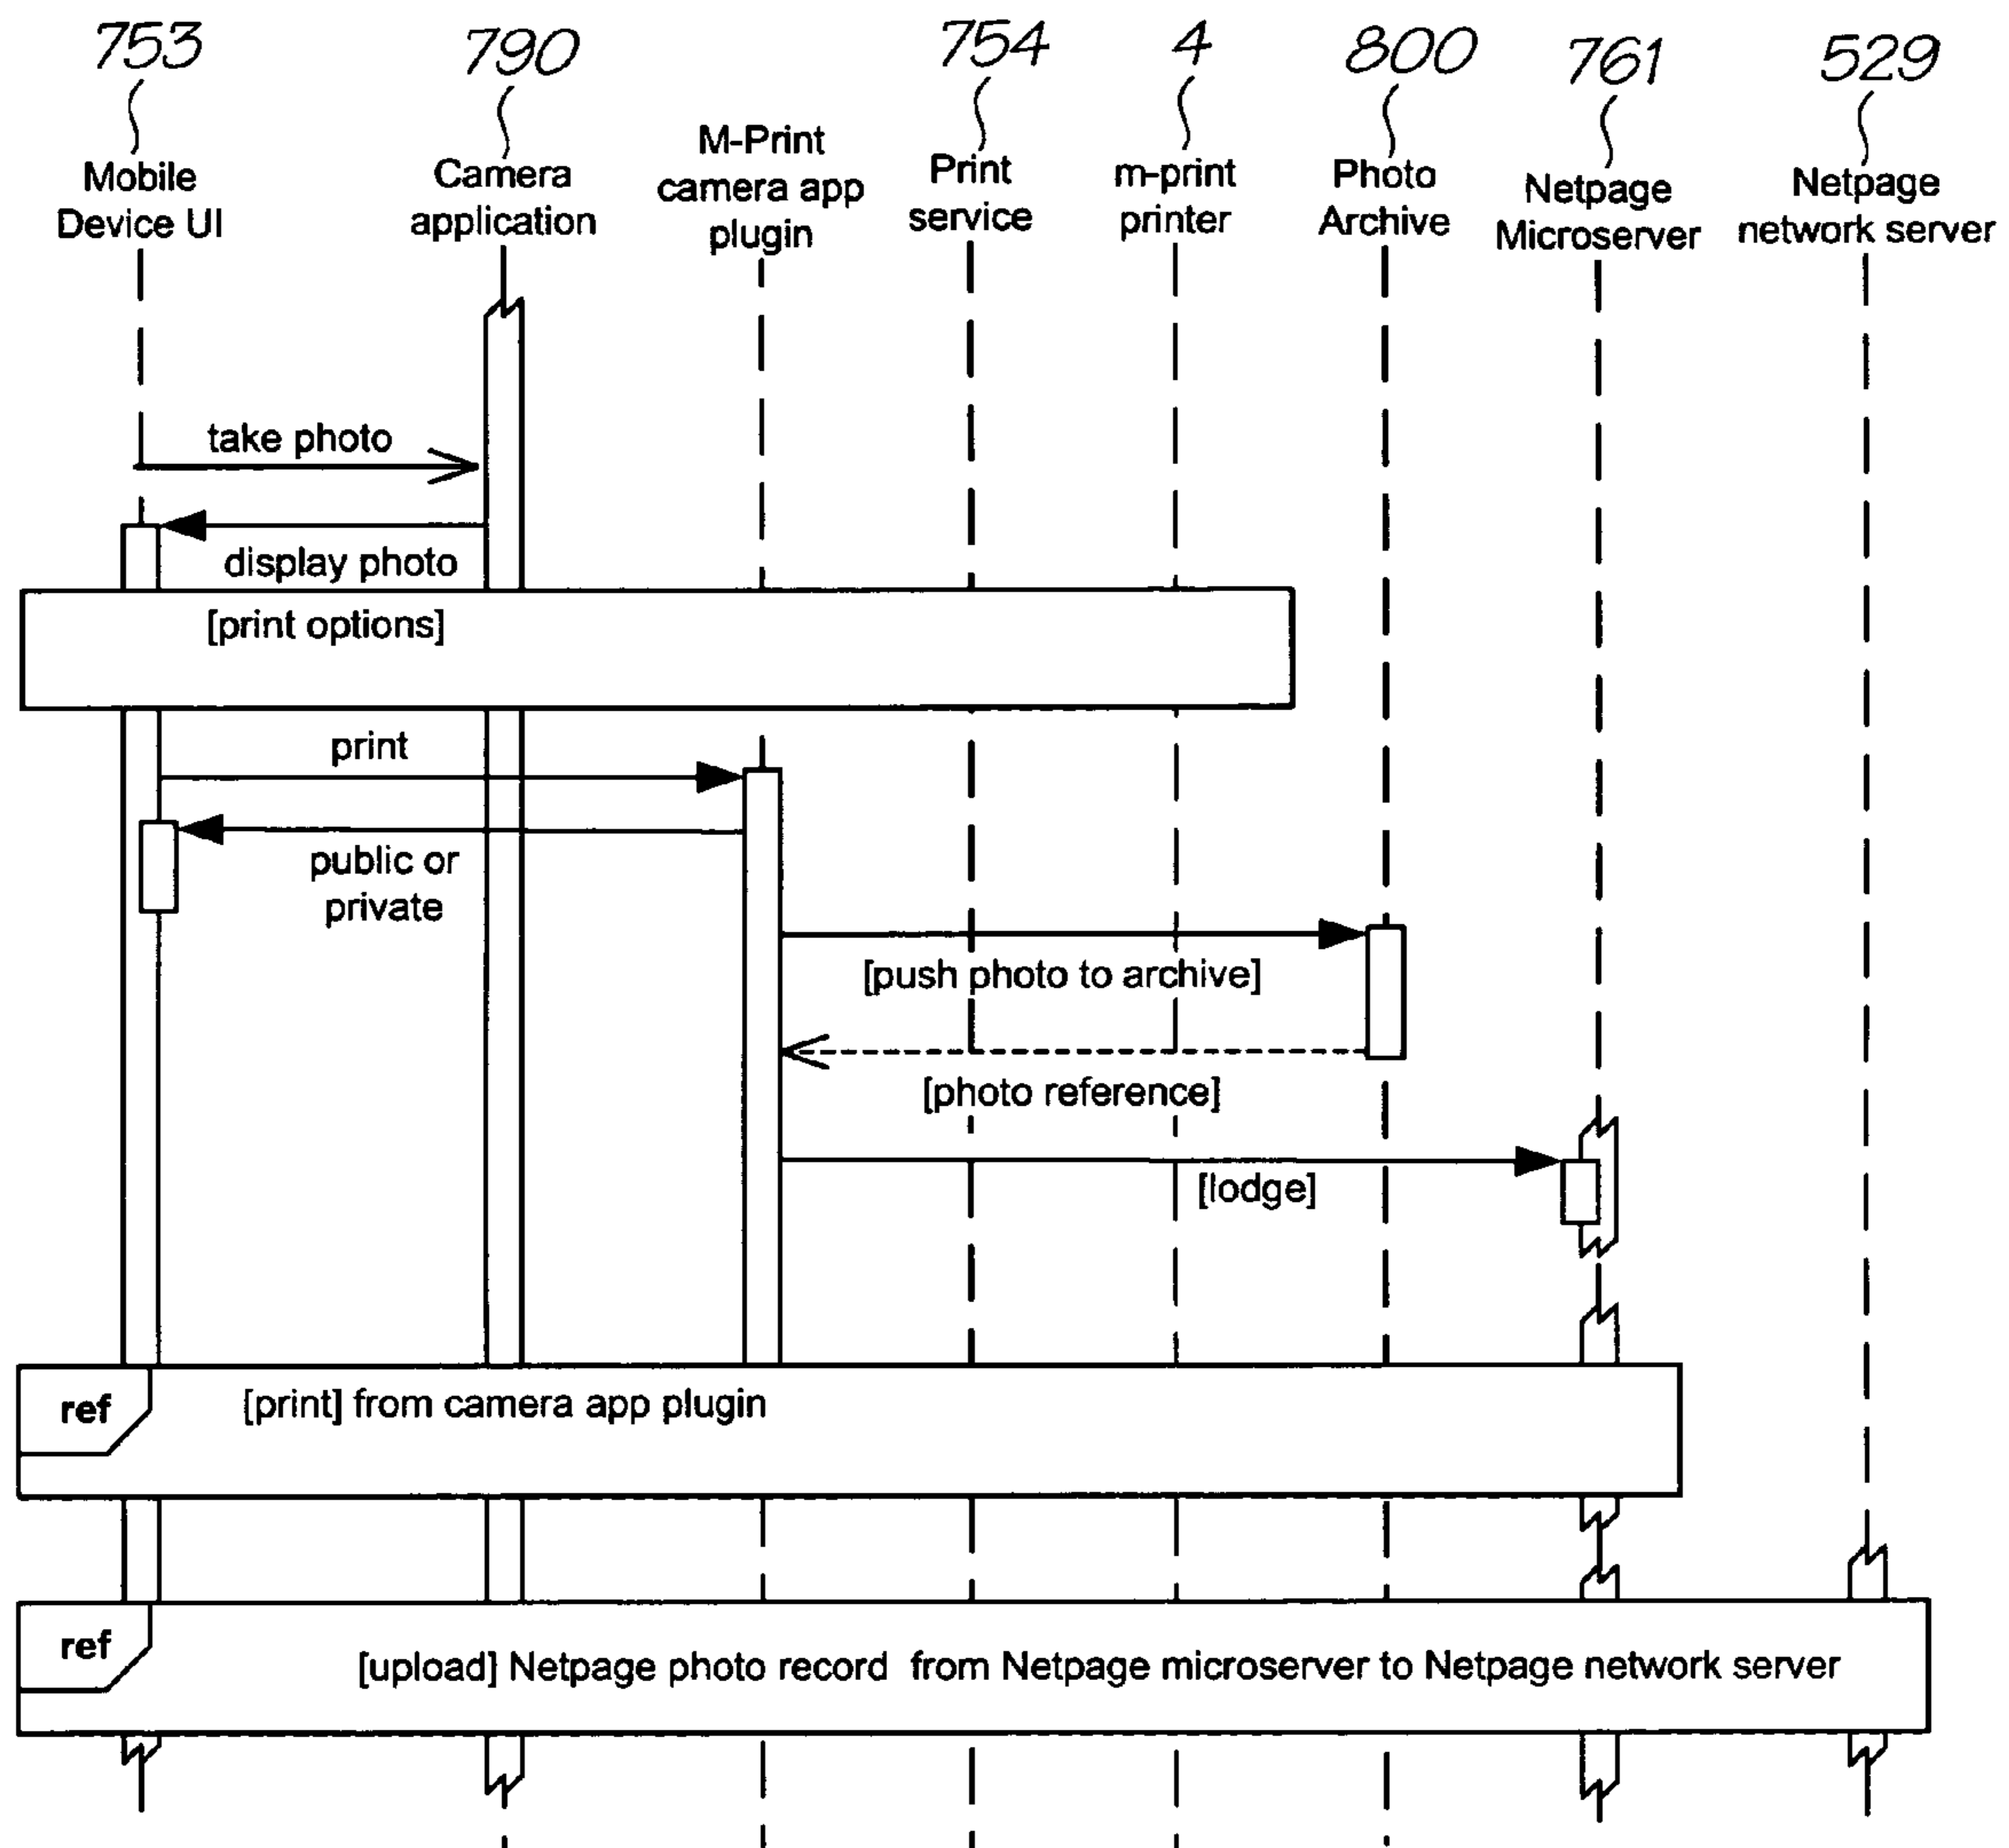 753
790
754
4
800
761
529
Mobile
Device UI
Camera
application
M-Print
camera app
plugin
Print
service
m-print
printer
Photo
Archive
Netpage
Microserver
Netpage
network server
take photo
display photo
[print options]
print
public or
private
[push photo to archive]
[photo reference]
[lodge]
ref
[print] from camera app plugin
ref
[upload] Netpage photo record from Netpage microserver to Netpage network server